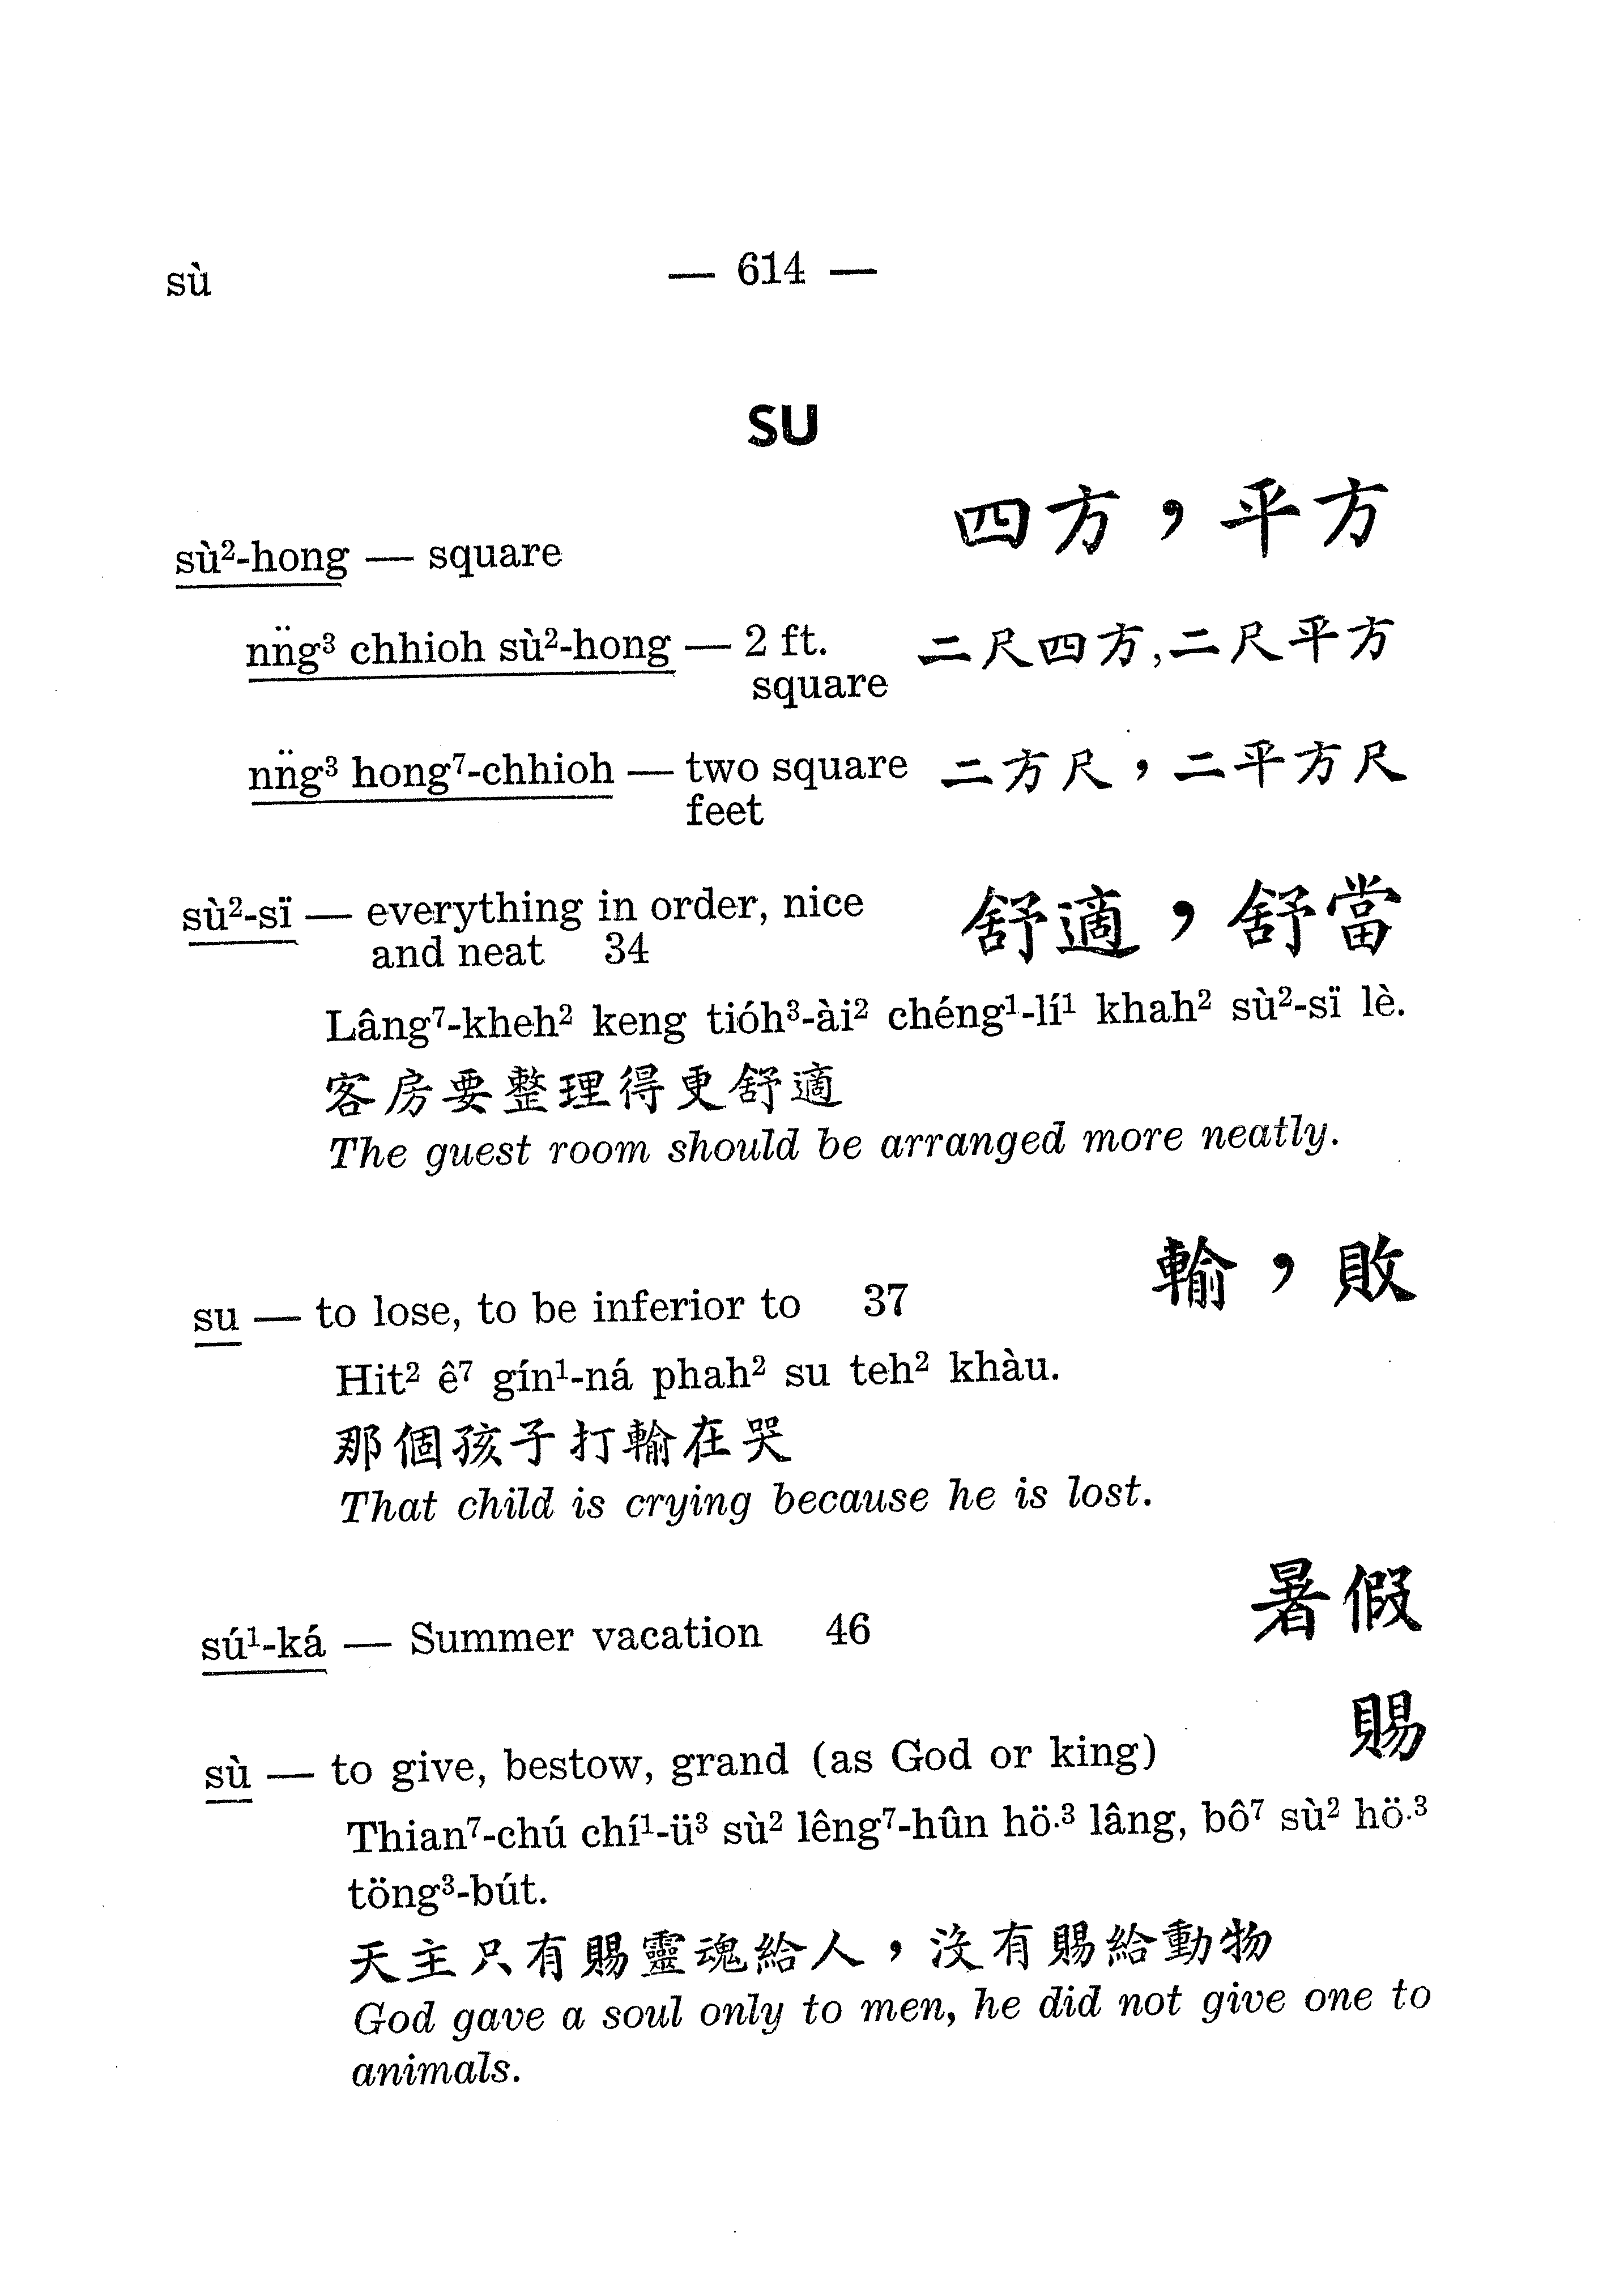 sù — 614 —
SU
四方，平方
sù²-hong — square
nn̈g³ chhioh sù²-hong — 2 ft. 二尺四方,二尺平方
square
nn̈g³ hong⁷-chhioh — two square 二方尺，二平方尺
feet
sù²-sï — everything in order, nice 舒適，舒當
and neat 34
Lâng⁷-kheh² keng tióh³-ài² chéng¹-lí¹ khah² sù²-sï lè.
客房要整理得更舒適
The guest room should be arranged more neatly.
輸，敗
su — to lose, to be inferior to 37
Hit² ê⁷ gín¹-ná phah² su teh² khàu.
那個孩子打輸在哭
That child is crying because he is lost.
暑假
sú¹-ká — Summer vacation 46
賜
sù — to give, bestow, grand (as God or king)
Thian⁷-chú chí¹-ü³ sù² lêng⁷-hûn hö·³ lâng, bô⁷ sù² hö·³
töng³-bút.
天主只有賜靈魂給人，沒有賜給動物
God gave a soul only to men, he did not give one to
animals.